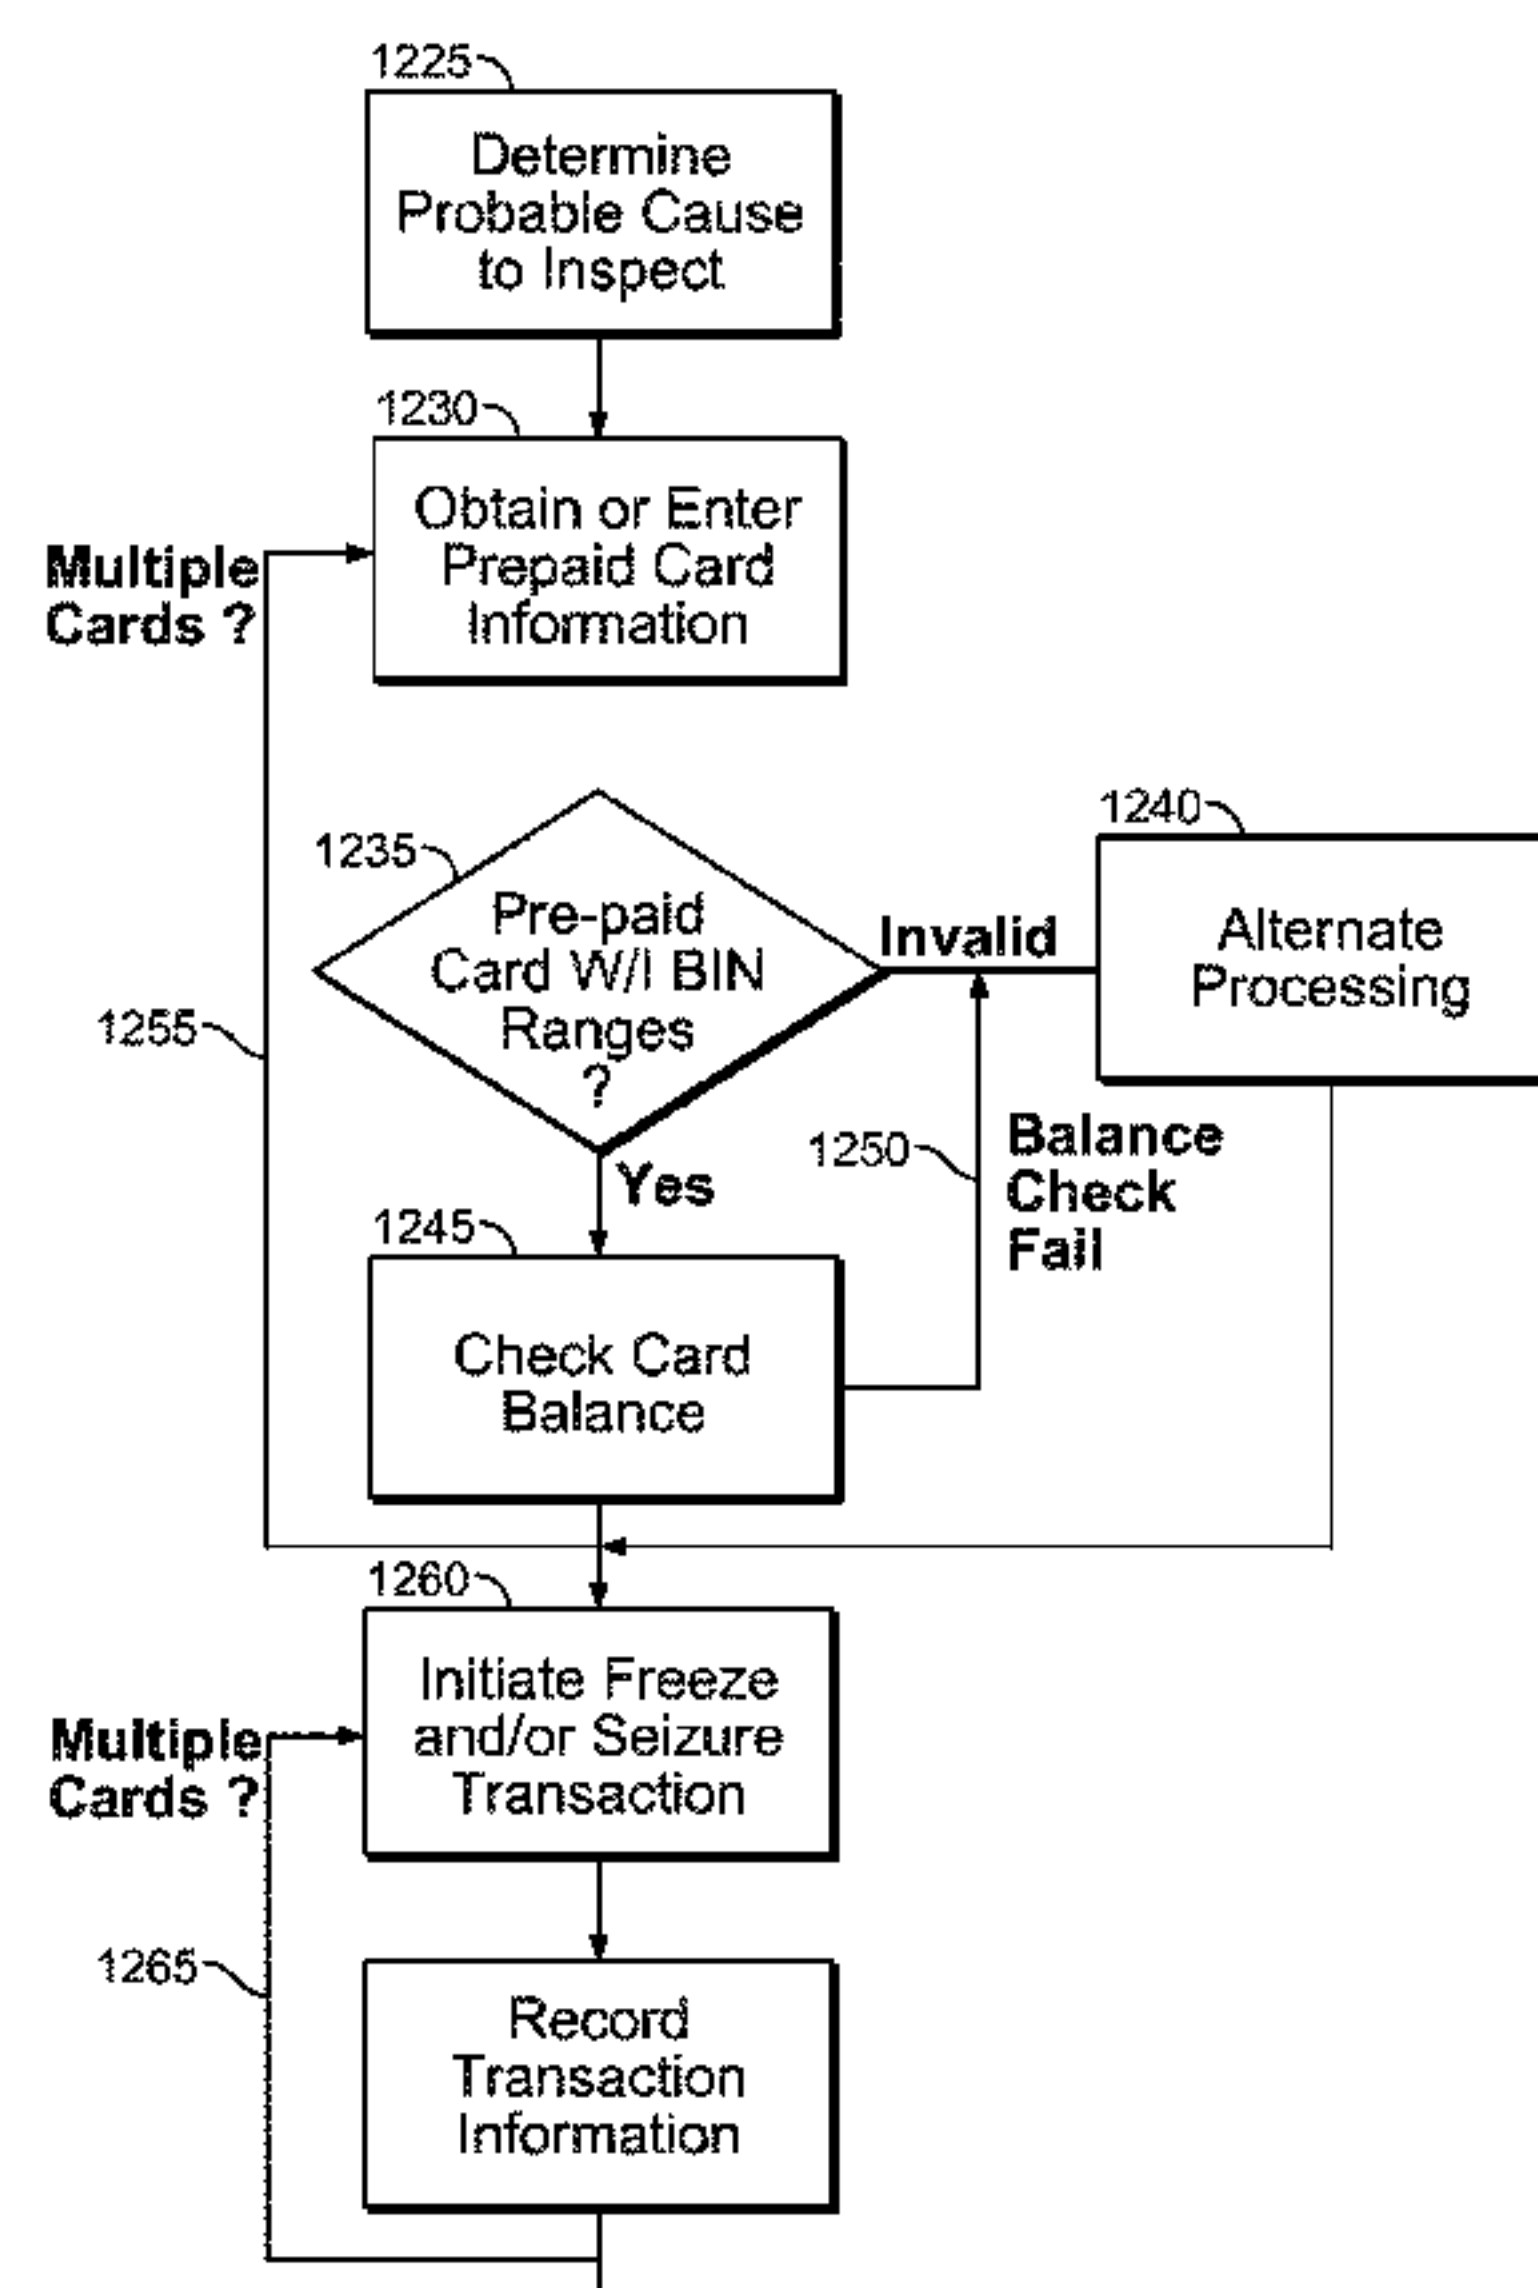 1225
Determine
Probable Cause
to Inspect
1230
Obtain or Enter
Prepaid Card
Information
Multiple
Cards ?
1235
Pre-paid
Card W/I BIN
Ranges
?
Invalid
1240
Alternate
Processing
1255
Yes
1250
Balance
Check
Fail
1245
Check Card
Balance
1260
Initiate Freeze
and/or Seizure
Transaction
Multiple
Cards ?
1265
Record
Transaction
Information